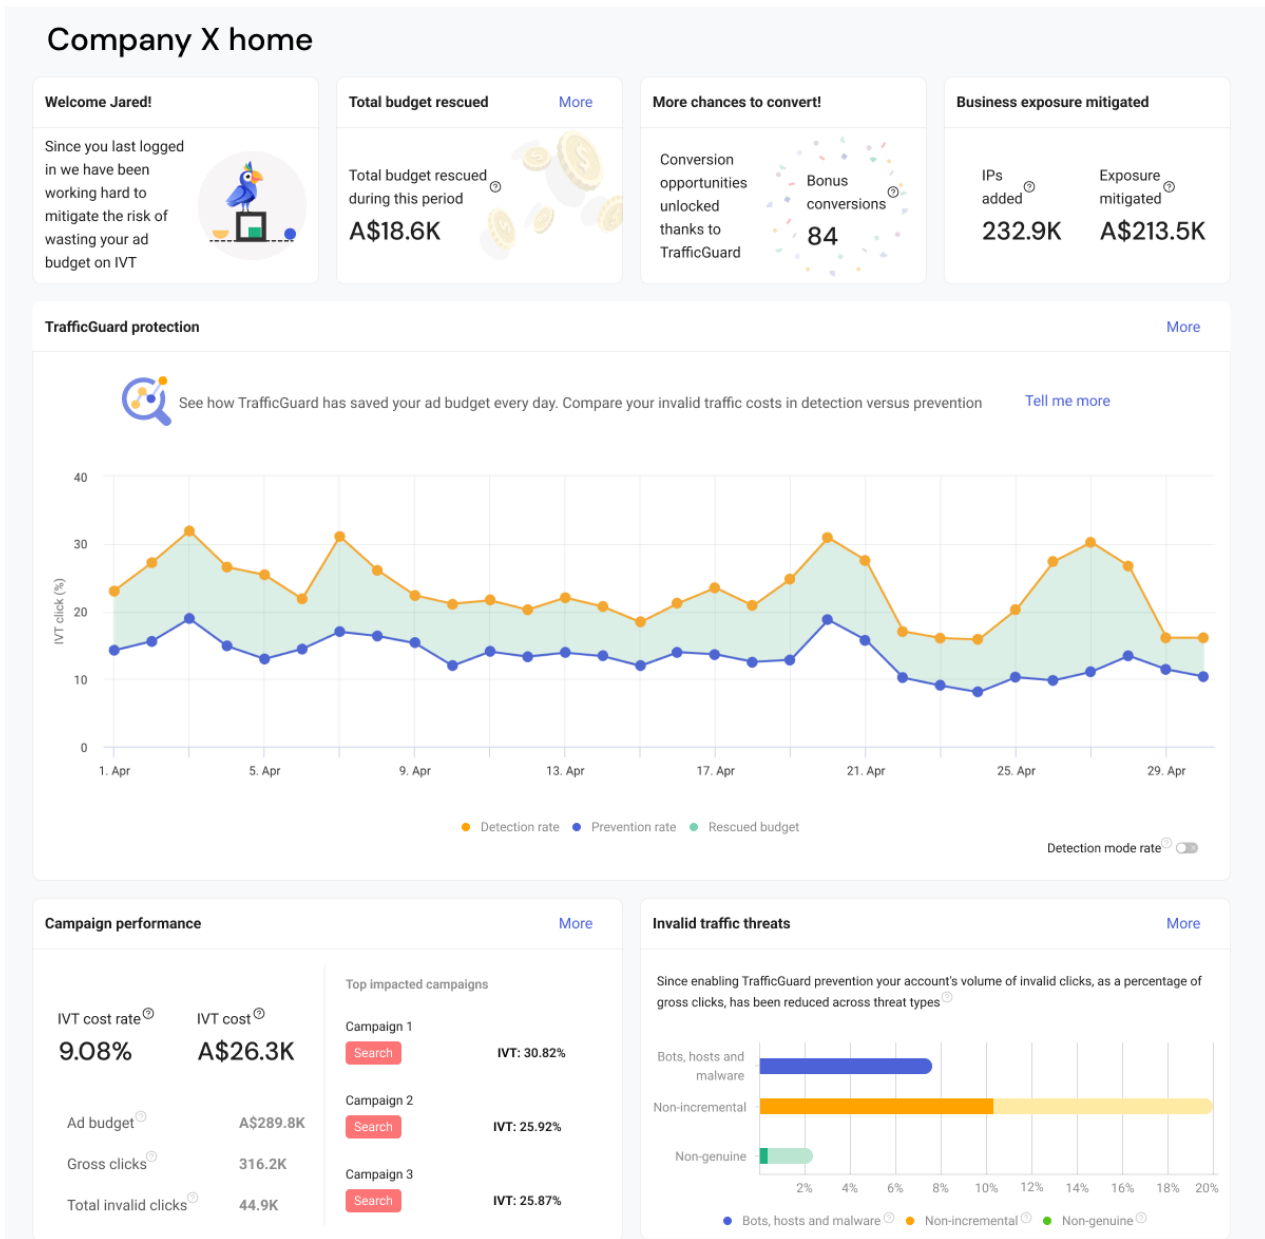 Company X home
Welcome Jared!
Since you last logged
in we have been
working hard to
mitigate the risk of
wasting your ad
budget on IVT
Total budget rescued
More
Total budget rescued
during this period
A$18.6K
More chances to convert!
Conversion
opportunities
unlocked
thanks to
TrafficGuard
Bonus
conversions
84
Business exposure mitigated
IPs
added
232.9K
Exposure
mitigated
A$213.5K
TrafficGuard protection
More
See how TrafficGuard has saved your ad budget every day. Compare your invalid traffic costs in detection versus prevention
Tell me more
IVT click (%)
40
30
20
10
0
1. Apr
5. Apr
9. Apr
13. Apr
17. Apr
21. Apr
25. Apr
29. Apr
Detection rate
Prevention rate
Rescued budget
Detection mode rate
Campaign performance
More
IVT cost rate
9.08%
IVT cost
A$26.3K
Ad budget
A$289.8K
Gross clicks
316.2K
Total invalid clicks
44.9K
Top impacted campaigns
Campaign 1
Search
IVT: 30.82%
Campaign 2
Search
IVT: 25.92%
Campaign 3
Search
IVT: 25.87%
Invalid traffic threats
More
Since enabling TrafficGuard prevention your account's volume of invalid clicks, as a percentage of
gross clicks, has been reduced across threat types
Bots, hosts and
malware
Non-incremental
Non-genuine
2%
4%
6%
8%
10%
12%
14%
16%
18%
20%
Bots, hosts and malware
Non-incremental
Non-genuine